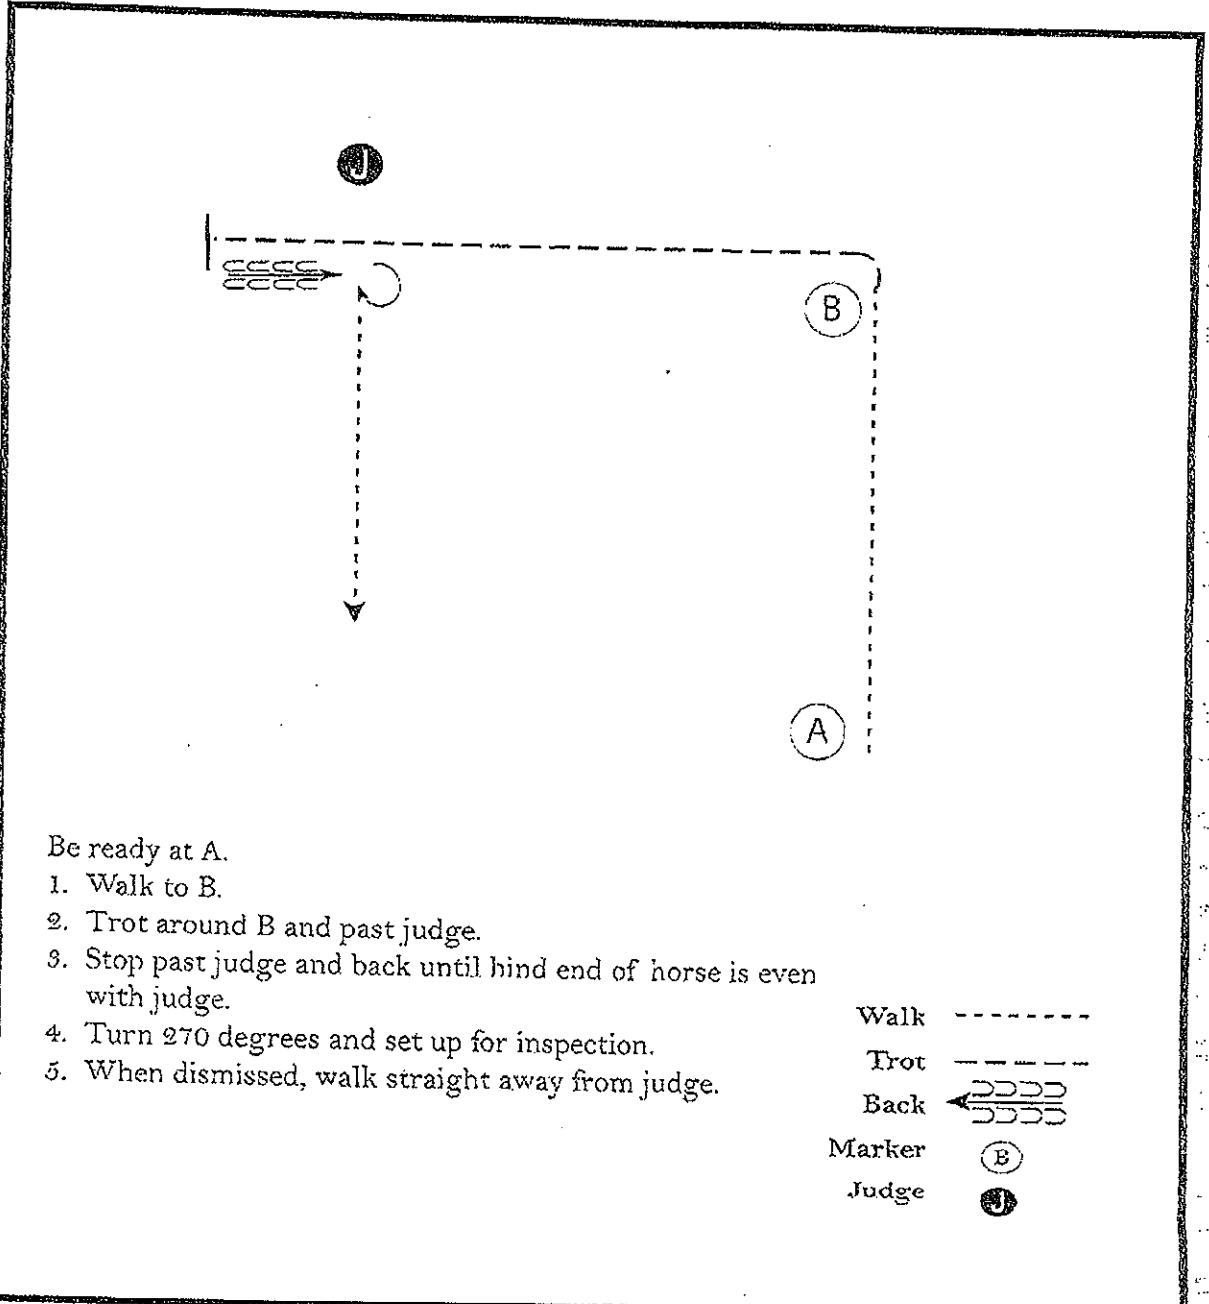 J
B
A
Be ready at A.
1. Walk to B.
2. Trot around B and past judge.
3. Stop past judge and back until hind end of horse is even
with judge.
4. Turn 270 degrees and set up for inspection.
5. When dismissed, walk straight away from judge.
Walk
Trot
Back
Marker B
Judge J